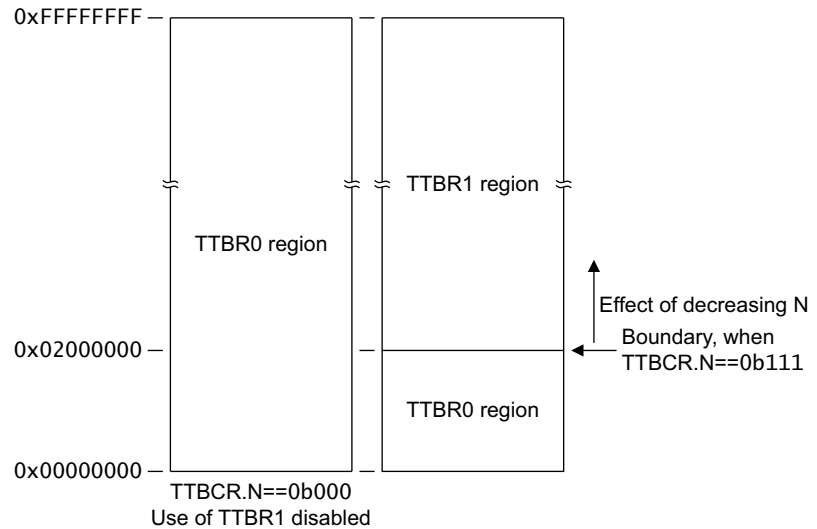 0xFFFFFFFF
TTBR1 region
TTBR0 region
Effect of decreasing N
0x02000000
Boundary, when
TTBCR.N==0b111
TTBR0 region
0x00000000
TTBCR.N==0b000
Use of TTBR1 disabled